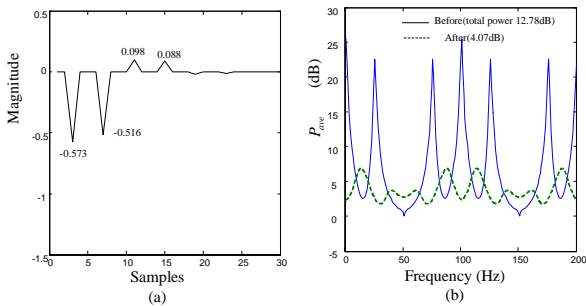 0.5
0
-0.5
-1
-1.5
Magnitude
0.098
0.088
-0.573
-0.516
0 5 10 15 20 25 30
Samples
(a)
30
25
20
15
10
5
0
-5
P_ave (dB)
Before(total power 12.78dB)
After(4.07dB)
0 50 100 150 200
Frequency (Hz)
(b)